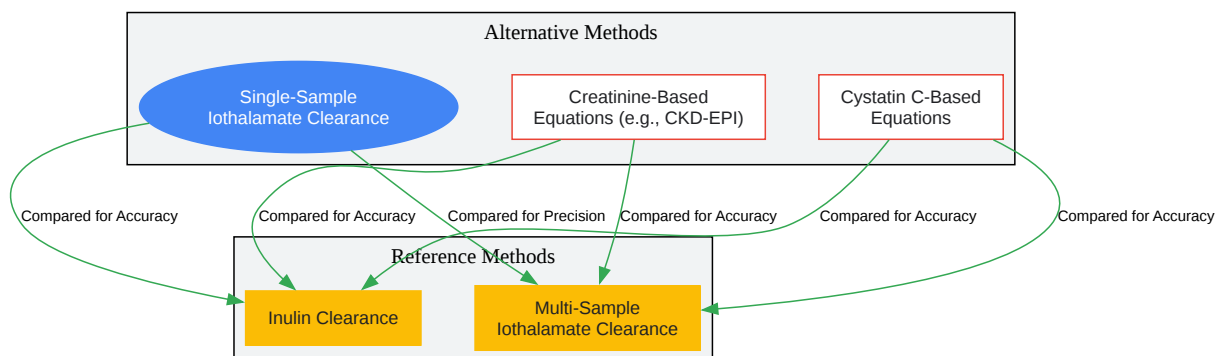 Alternative Methods
Single-Sample
Iothalamate Clearance
Creatinine-Based
Equations (e.g., CKD-EPI)
Cystatin C-Based
Equations
Compared for Accuracy
Compared for Accuracy
Compared for Precision
Compared for Accuracy
Compared for Accuracy
Compared for Accuracy
Reference Methods
Inulin Clearance
Multi-Sample
Iothalamate Clearance